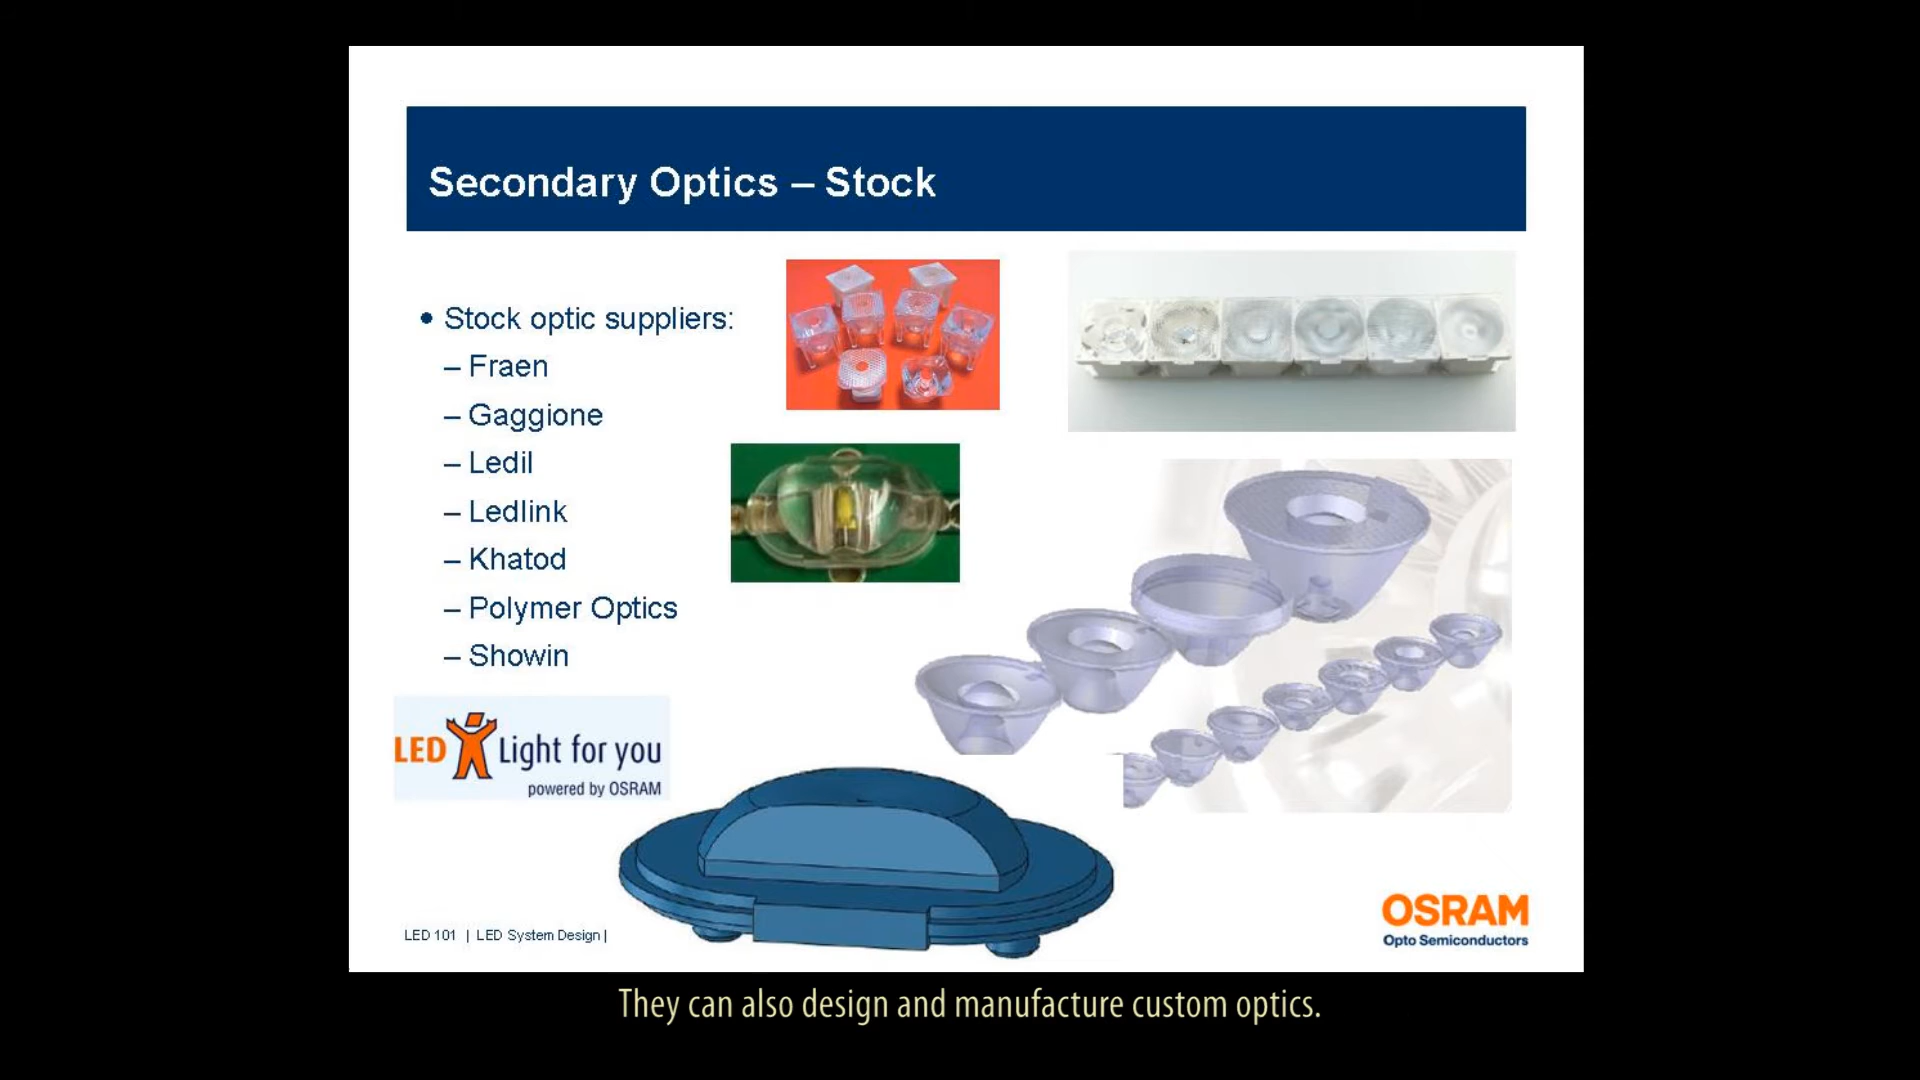 Secondary Optics – Stock
• Stock optic suppliers:
– Fraen
– Gaggione
– Ledil
– Ledlink
– Khatod
– Polymer Optics
– Showin
LED Light for you
powered by OSRAM
LED 101 | LED System Design |
OSRAM
Opto Semiconductors
They can also design and manufacture custom optics.